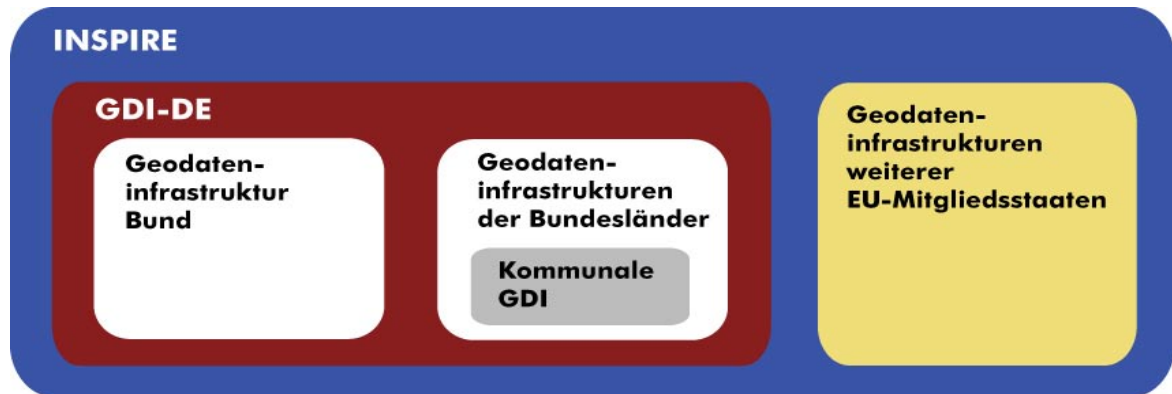 INSPIRE
GDI-DE
Geodaten-
infrastruktur
Bund
Geodaten-
infrastrukturen
der Bundesländer
Kommunale
GDI
Geodaten-
infrastrukturen
weiterer
EU-Mitgliedsstaaten